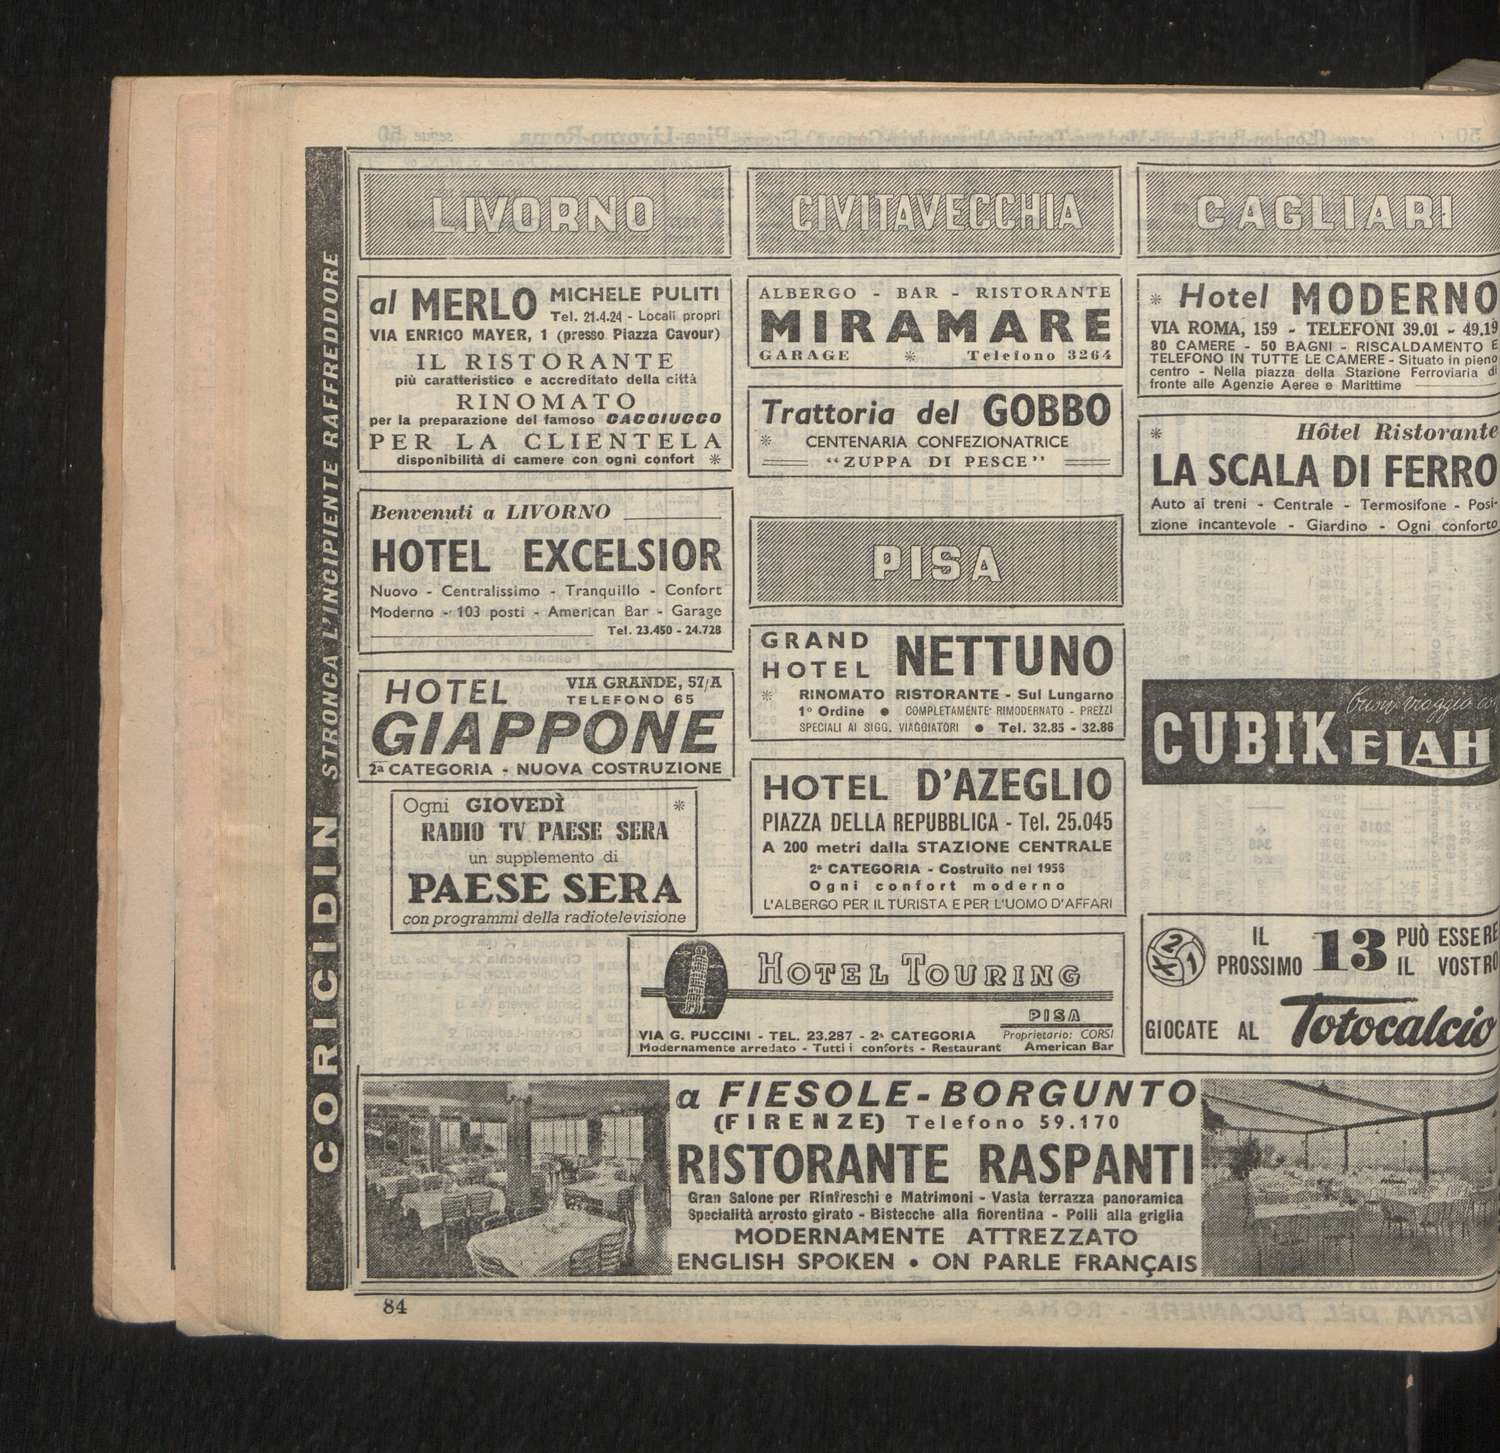 CORICIDIN STRONCA L'INCIPIENTE RAFFREDDORE
LIVORNO
al MERLO MICHELE PULITI
Tel. 21.4.24 - Locali propri
VIA ENRICO MAYER, 1 (presso Piazza Cavour)
IL RISTORANTE
più caratteristico e accreditato della città
RINOMATO
per la preparazione del famoso CACCIUCCO
PER LA CLIENTELA
disponibilità di camere con ogni confort *
Benvenuti a LIVORNO
HOTEL EXCELSIOR
Nuovo - Centralissimo - Tranquillo - Confort
Moderno - 103 posti - American Bar - Garage
Tel. 23.450 - 24.728
HOTEL VIA GRANDE, 57/A
TELEFONO 65
GIAPPONE
2ª CATEGORIA - NUOVA COSTRUZIONE
Ogni GIOVEDÌ *
RADIO TV PAESE SERA
un supplemento di
PAESE SERA
con programmi della radiotelevisione
CIVITAVECCHIA
ALBERGO - BAR - RISTORANTE
MIRAMARE
GARAGE * Telefono 3264
Trattoria del GOBBO
* CENTENARIA CONFEZIONATRICE
"ZUPPA DI PESCE"
PISA
GRAND HOTEL NETTUNO
* RINOMATO RISTORANTE - Sul Lungarno
1º Ordine ● COMPLETAMENTE RIMODERNATO - PREZZI
SPECIALI AI SIGG. VIAGGIATORI ● Tel. 32.85 - 32.86
HOTEL D'AZEGLIO
PIAZZA DELLA REPUBBLICA - Tel. 25.045
A 200 metri dalla STAZIONE CENTRALE
2ª CATEGORIA - Costruito nel 1956
Ogni confort moderno
L'ALBERGO PER IL TURISTA E PER L'UOMO D'AFFARI
HOTEL TOURING
PISA
VIA G. PUCCINI - TEL. 23.287 - 2ª CATEGORIA Proprietario: CORSI
Modernamente arredato - Tutti i conforts - Restaurant American Bar
CAGLIARI
* Hotel MODERNO
VIA ROMA, 159 - TELEFONI 39.01 - 49.19
80 CAMERE - 50 BAGNI - RISCALDAMENTO E
TELEFONO IN TUTTE LE CAMERE - Situato in pieno
centro - Nella piazza della Stazione Ferroviaria di
fronte alle Agenzie Aeree e Marittime
* Hôtel Ristorante
LA SCALA DI FERRO
Auto ai treni - Centrale - Termosifone - Posi-
zione incantevole - Giardino - Ogni conforto
buon viaggio con
CUBIK ELAH
1 X 2
IL PROSSIMO 13 PUÒ ESSERE IL VOSTRO
GIOCATE AL Totocalcio
a FIESOLE-BORGUNTO
(FIRENZE) Telefono 59.170
RISTORANTE RASPANTI
Gran Salone per Rinfreschi e Matrimoni - Vasta terrazza panoramica
Specialità arrosto girato - Bistecche alla fiorentina - Polli alla griglia
MODERNAMENTE ATTREZZATO
ENGLISH SPOKEN • ON PARLE FRANÇAIS
84